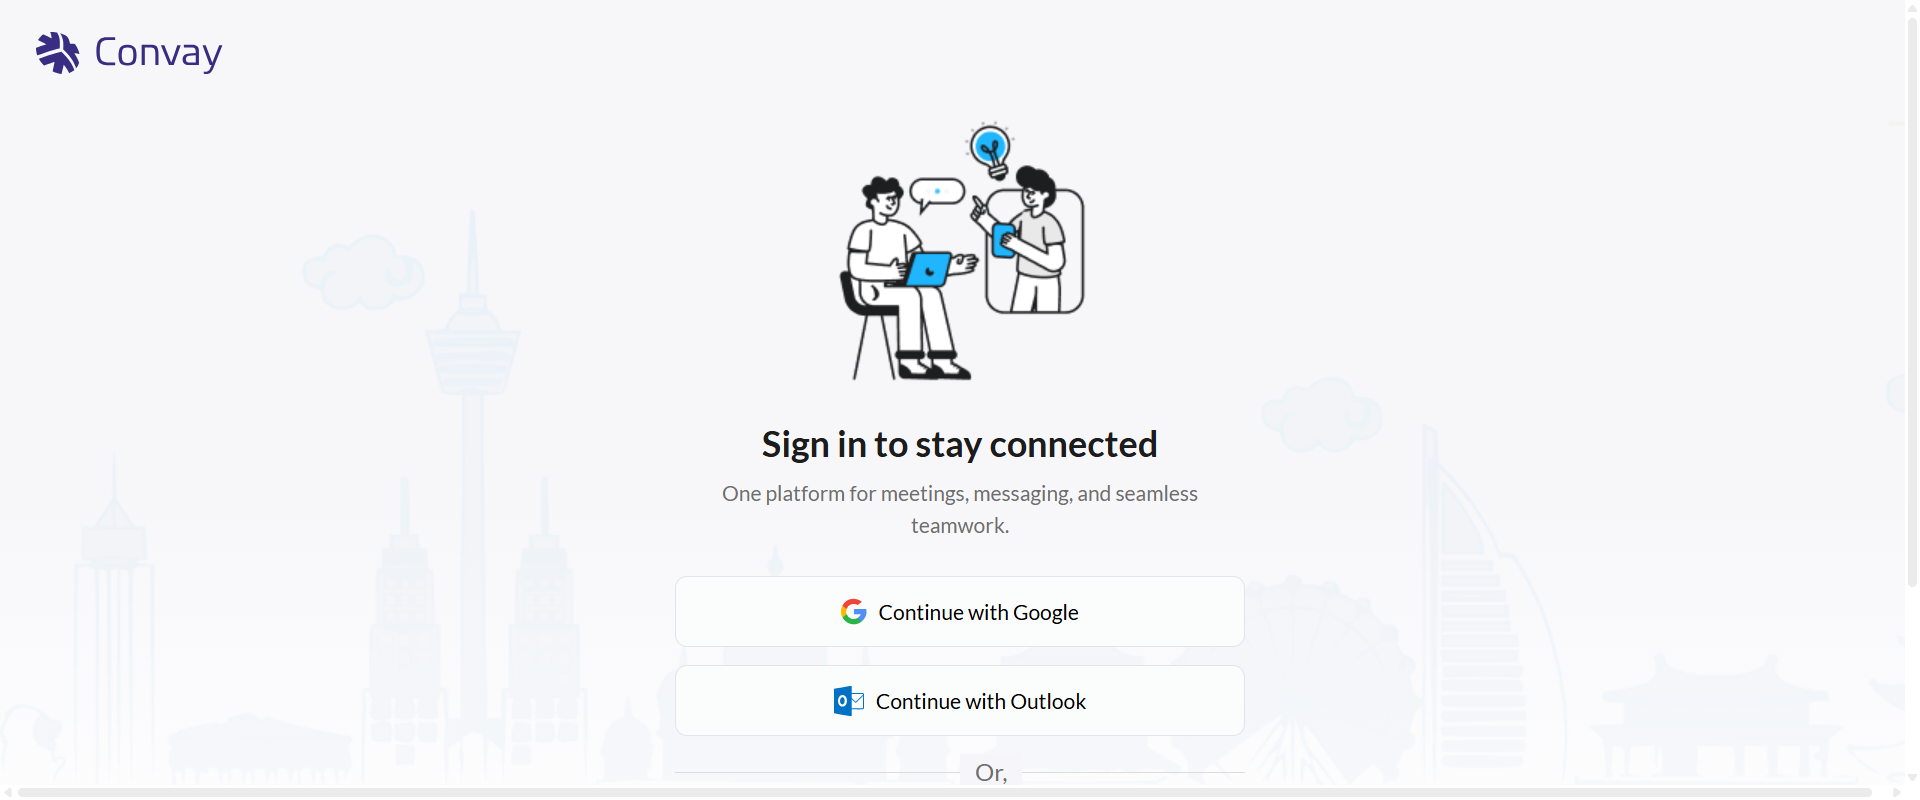 Convay
Sign in to stay connected
One platform for meetings, messaging, and seamless
teamwork.
Continue with Google
Continue with Outlook
Or,